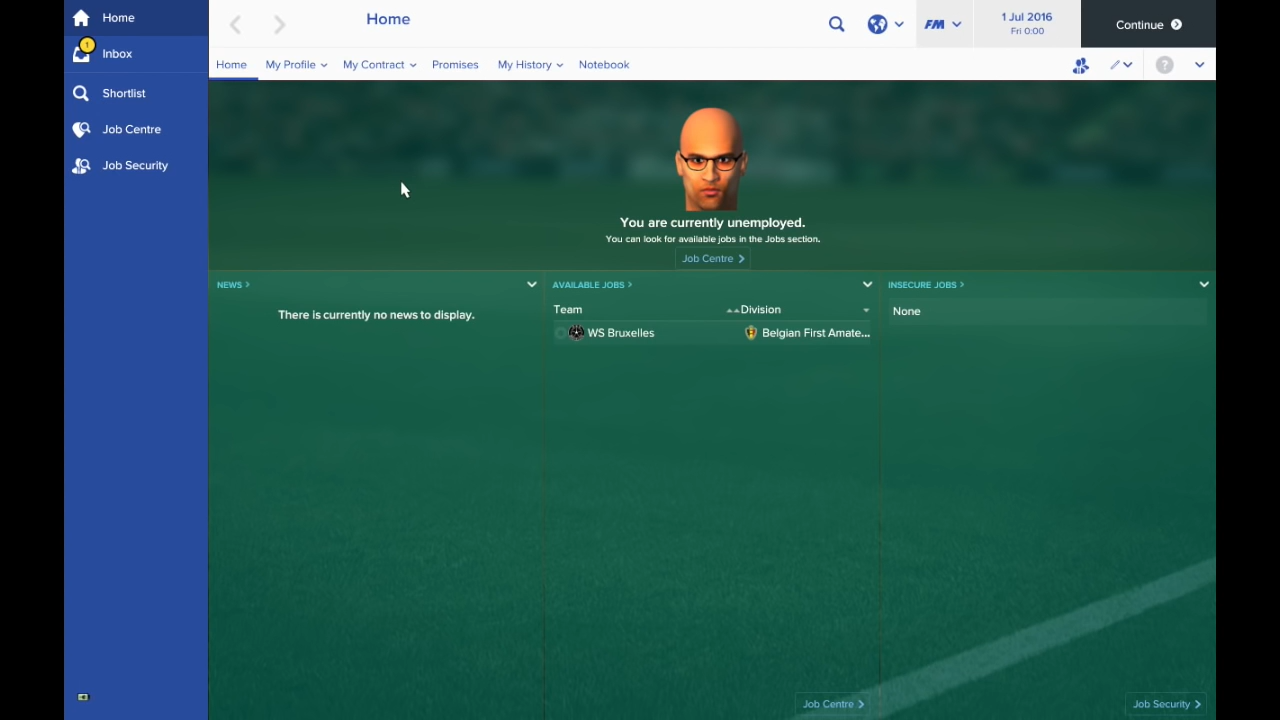 Home
Inbox
1
Shortlist
Job Centre
Job Security
Home
FM
1 Jul 2016
Fri 0:00
Continue
Home My Profile My Contract Promises My History Notebook
?
You are currently unemployed.
You can look for available jobs in the Jobs section.
Job Centre
NEWS
There is currently no news to display.
AVAILABLE JOBS
Team Division
WS Bruxelles Belgian First Amate...
Job Centre
INSECURE JOBS
None
Job Security